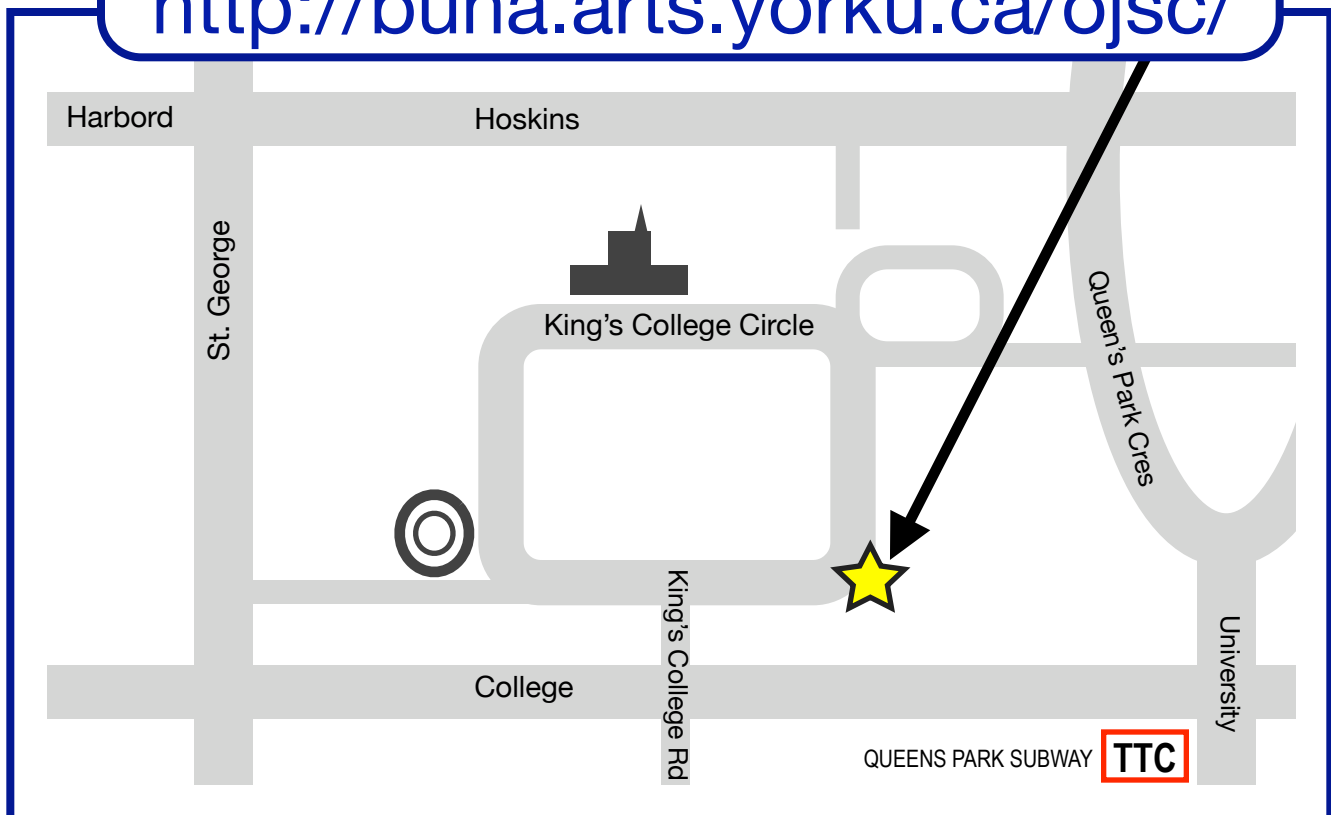 http://buna.arts.yorku.ca/ojsc/
Harbord
Hoskins
St. George
King's College Circle
Queen's Park Cres
King's College Rd
University
College
QUEENS PARK SUBWAY TTC